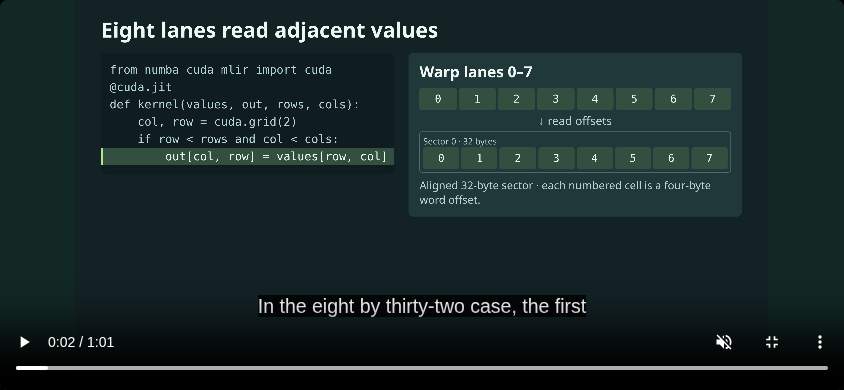 Eight lanes read adjacent values
from numba cuda mlir import cuda
@cuda.jit
def kernel(values, out, rows, cols):
    col, row = cuda.grid(2)
    if row < rows and col < cols:
        out[col, row] = values[row, col]
Warp lanes 0–7
0 1 2 3 4 5 6 7
↓ read offsets
Sector 0 · 32 bytes
0 1 2 3 4 5 6 7
Aligned 32-byte sector · each numbered cell is a four-byte
word offset.
In the eight by thirty-two case, the first
0:02 / 1:01